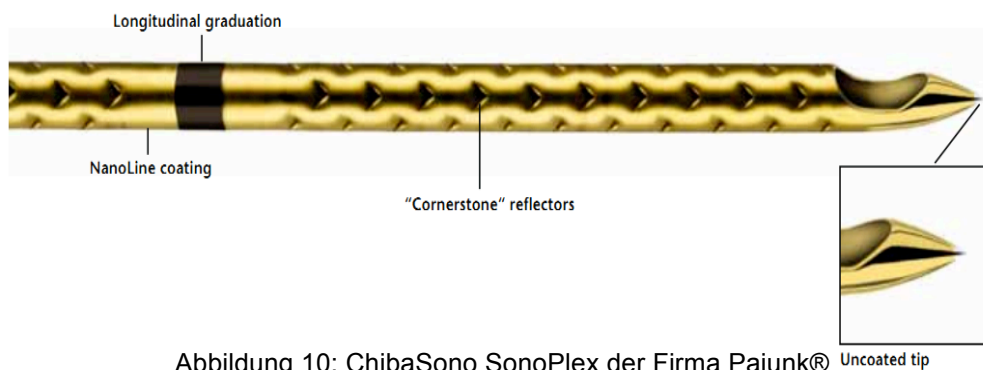 Longitudinal graduation
NanoLine coating
"Cornerstone“ reflectors
Abbildung 10: ChibaSono SonoPlex der Firma Pajunk®
Uncoated tip